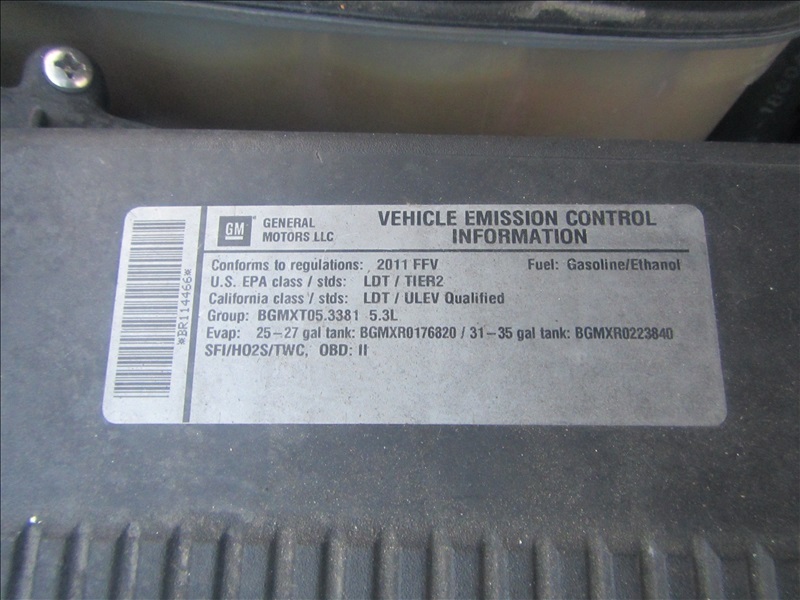 GM
GENERAL
MOTORS LLC
VEHICLE EMISSION CONTROL
INFORMATION
*BR114466*
Conforms to regulations: 2011 FFV Fuel: Gasoline/Ethanol
U.S. EPA class / stds: LDT / TIER2
California class / stds: LDT / ULEV Qualified
Group: BGMXT05.3381 5.3L
Evap: 25-27 gal tank: BGMXR0176820 / 31-35 gal tank: BGMXR0223840
SFI/HO2S/TWC, OBD: II